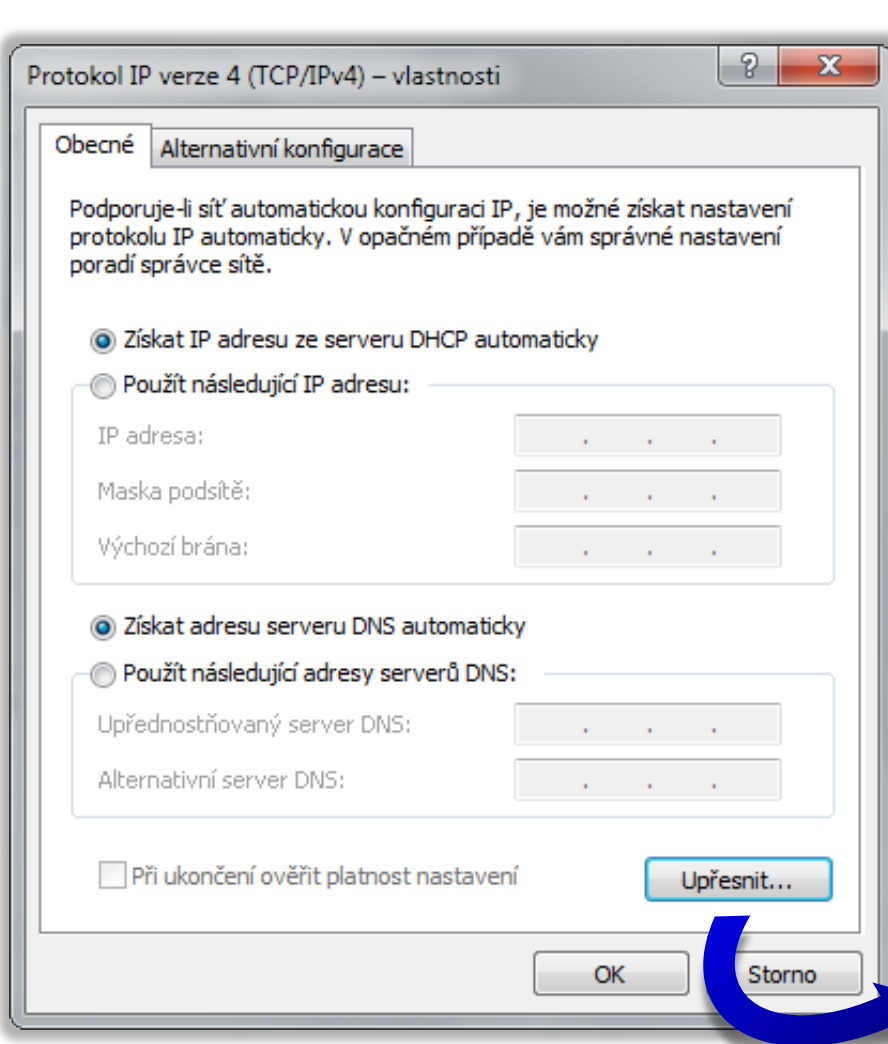 Protokol IP verze 4 (TCP/IPv4) – vlastnosti
?
Obecné
Alternativní konfigurace
Podporuje-li síť automatickou konfiguraci IP, je možné získat nastavení
protokolu IP automaticky. V opačném případě vám správné nastavení
poradí správce sítě.
Získat IP adresu ze serveru DHCP automaticky
Použít následující IP adresu:
IP adresa: . . .
Maska podsítě: . . .
Výchozí brána: . . .
Získat adresu serveru DNS automaticky
Použít následující adresy serverů DNS:
Upřednostňovaný server DNS: . . .
Alternativní server DNS: . . .
Při ukončení ověřit platnost nastavení
Upřesnit...
OK
Storno